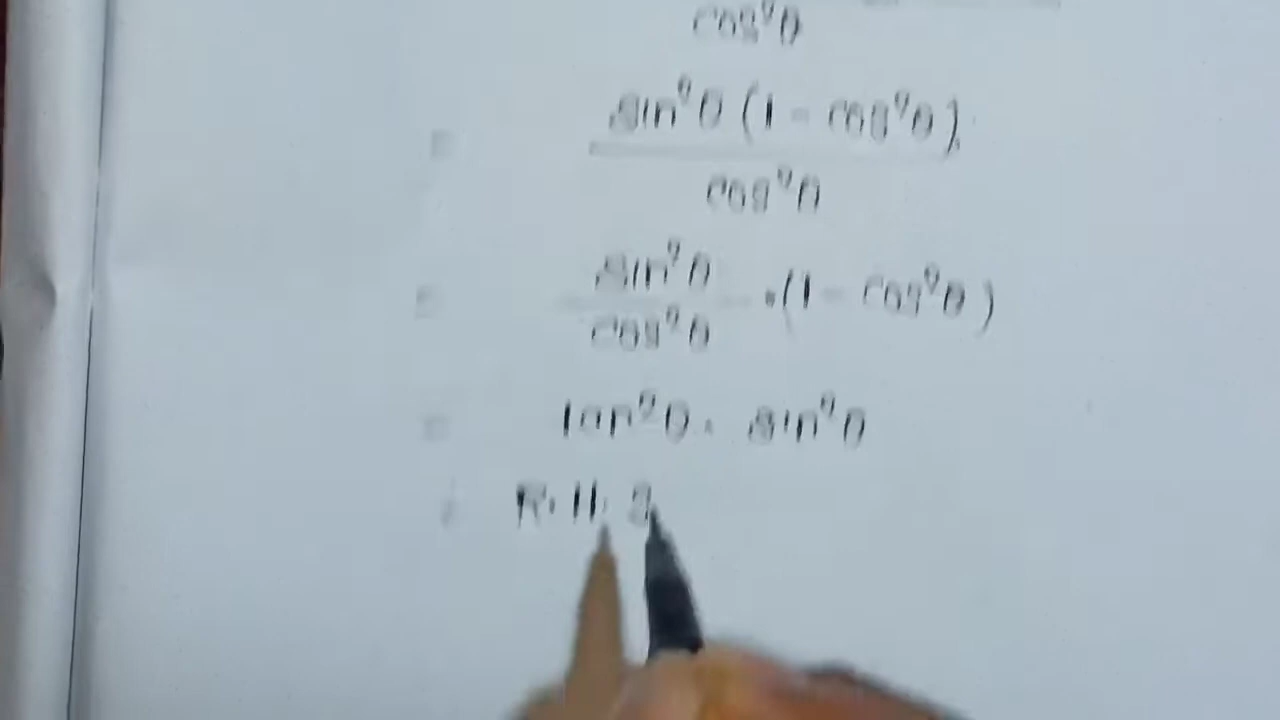 cos²θ
= sin²θ (1 - cos²θ)
cos²θ
= sin²θ / cos²θ · (1 - cos²θ)
= tan²θ · sin²θ
= R.H.S